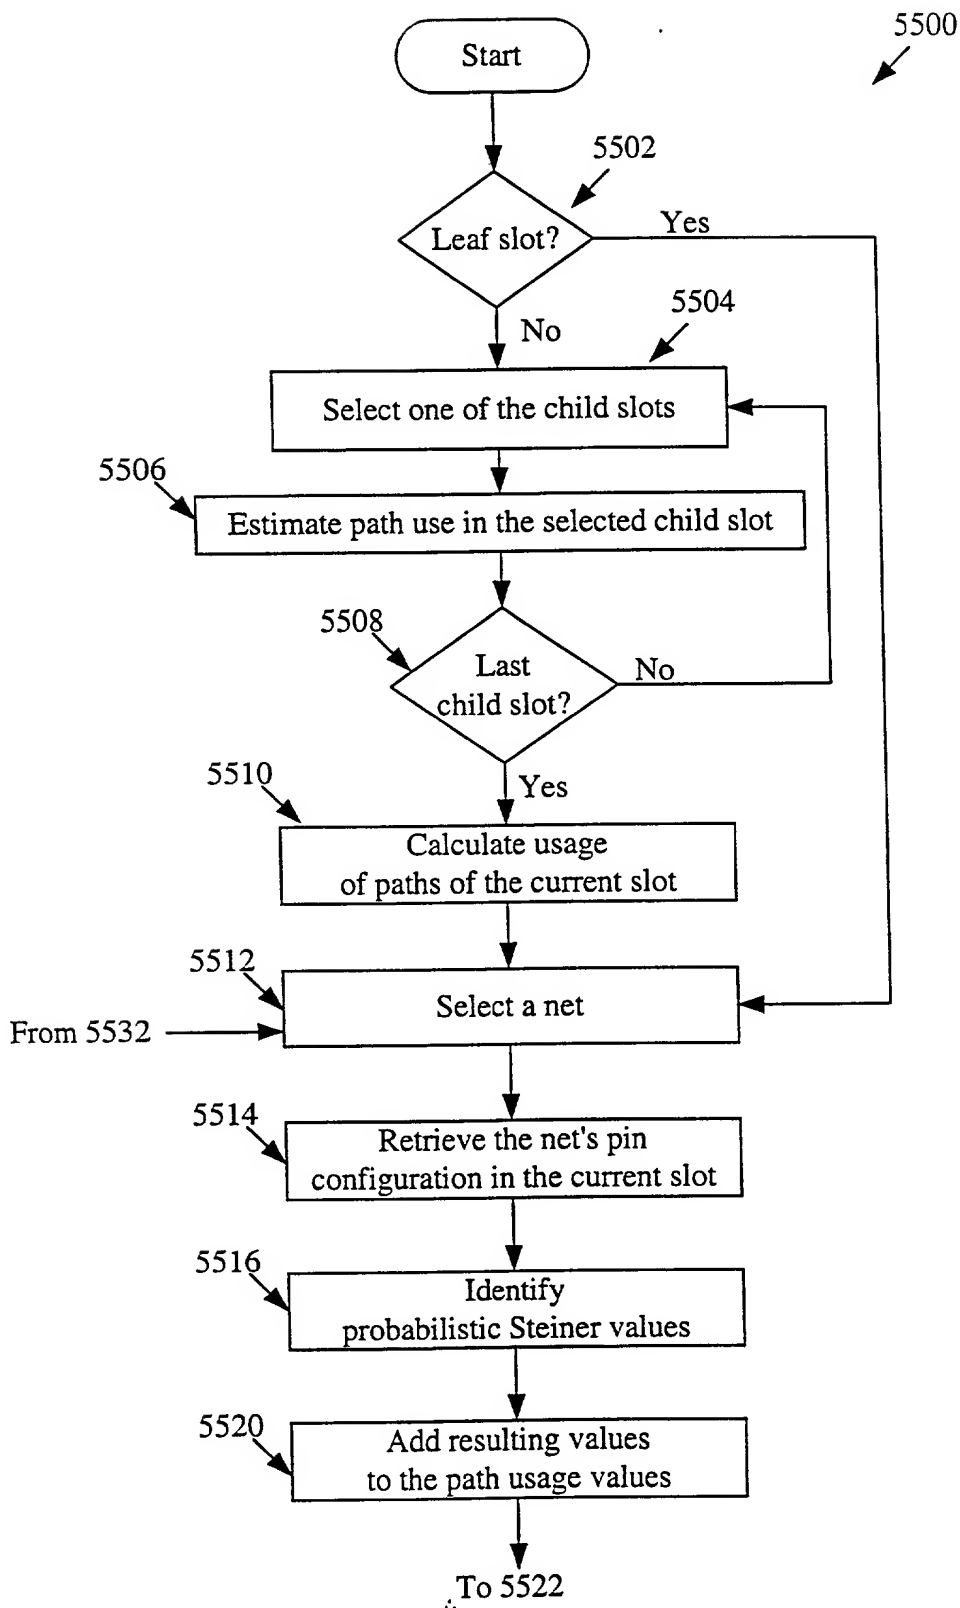 5500
Start
5502
Leaf slot?
Yes
No
5504
Select one of the child slots
5506
Estimate path use in the selected child slot
5508
Last
child slot?
No
Yes
5510
Calculate usage
of paths of the current slot
5512
Select a net
From 5532
5514
Retrieve the net's pin
configuration in the current slot
5516
Identify
probabilistic Steiner values
5520
Add resulting values
to the path usage values
To 5522